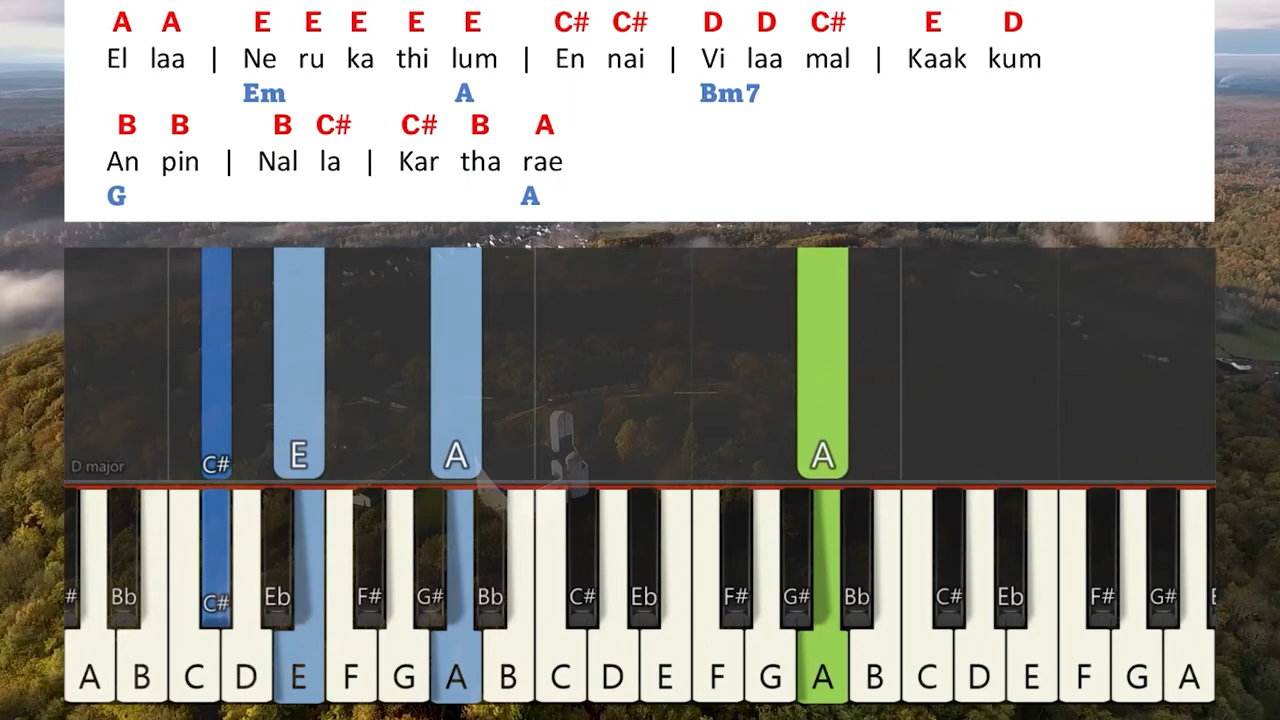 A A E E E E E C# C# D D C# E D
El laa | Ne ru ka thi lum | En nai | Vi laa mal | Kaak kum
Em A Bm7
B B B C# C# B A
An pin | Nal la | Kar tha rae
G A
E A A
C#
D major
# Bb C# Eb F# G# Bb C# Eb F# G# Bb C# Eb F# G# E
A B C D E F G A B C D E F G A B C D E F G A